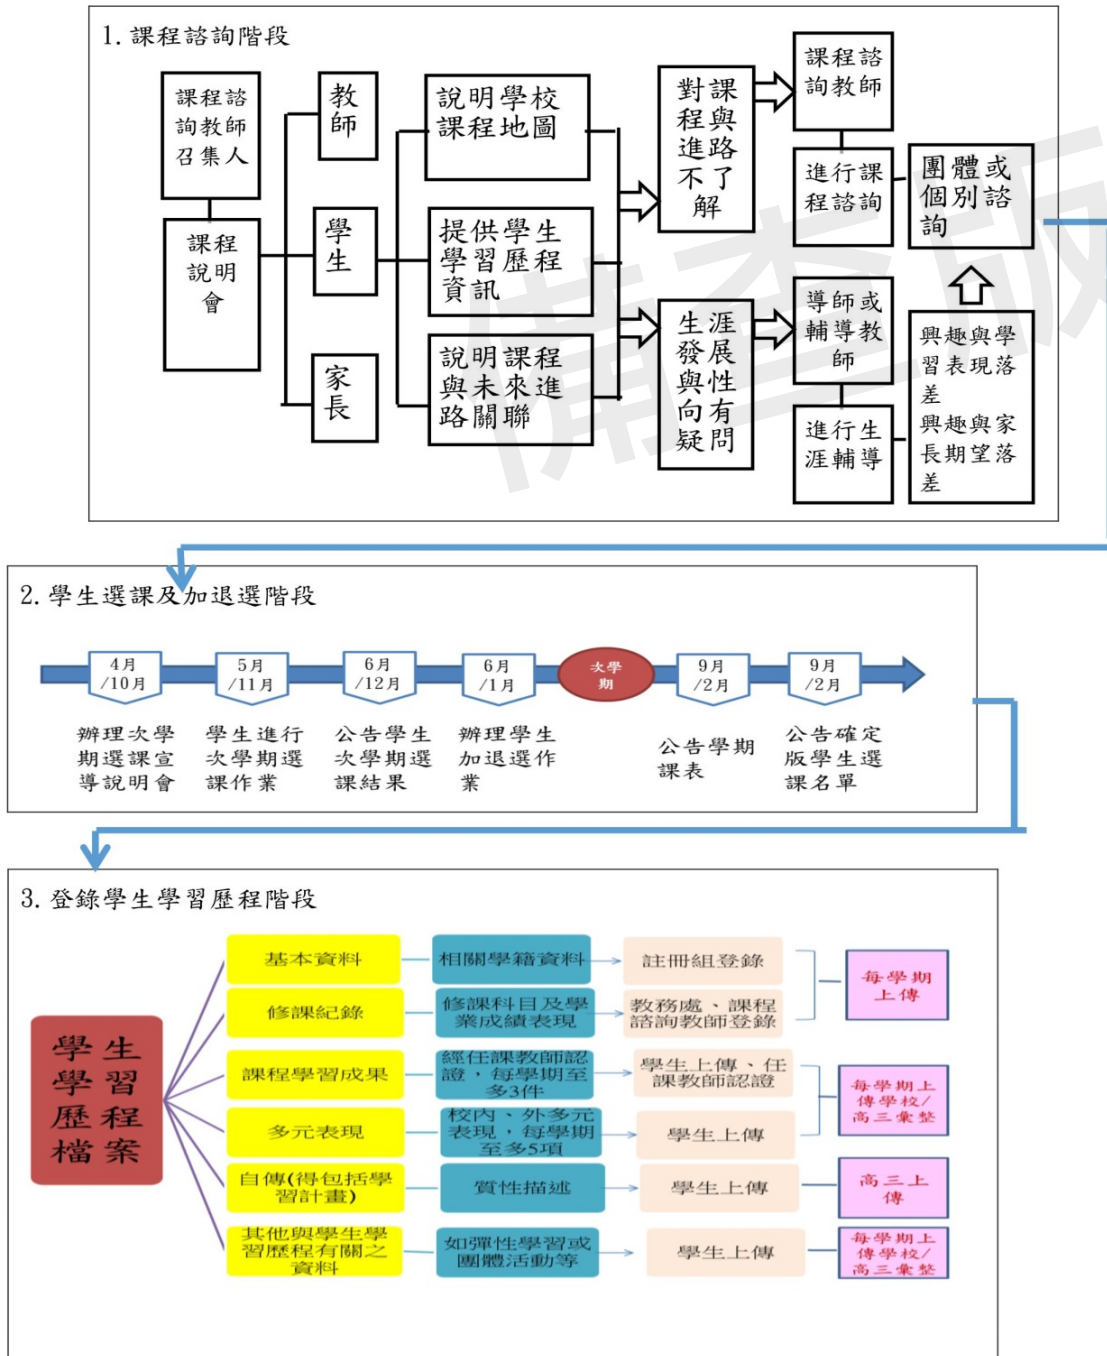 1. 課程諮詢階段
課程諮
詢教師
召集人
課程
說明
會
教
師
學
生
家
長
說明學校
課程地圖
提供學生
學習歷程
資訊
說明課程
與未來進
路關聯
對課
程與
進路
不了
解
生涯
發展
與性
向有
疑問
課程諮
詢教師
進行課
程諮詢
團體或
個別諮
詢
導師或
輔導教
師
進行生
涯輔導
興趣與學
習表現落
差
興趣與家
長期望落
差
備查版
2. 學生選課及加退選階段
4月
/10月
辦理次學
期選課宣
導說明會
5月
/11月
學生進行
次學期選
課作業
6月
/12月
公告學生
次學期選
課結果
6月
/1月
辦理學生
加退選作
業
次學
期
9月
/2月
公告學期
課表
9月
/2月
公告確定
版學生選
課名單
3. 登錄學生學習歷程階段
學生
學習
歷程
檔案
基本資料
相關學籍資料
註冊組登錄
修課紀錄
修課科目及學
業成績表現
教務處、課程
諮詢教師登錄
每學期
上傳
課程學習成果
經任課教師認
證，每學期至
多3件
學生上傳、任
課教師認證
多元表現
校內、外多元
表現，每學期
至多5項
學生上傳
每學期上
傳學校/
高三彙整
自傳(得包括學
習計畫)
質性描述
學生上傳
高三上
傳
其他與學生學
習歷程有關之
資料
如彈性學習或
團體活動等
學生上傳
每學期上
傳學校/
高三彙整